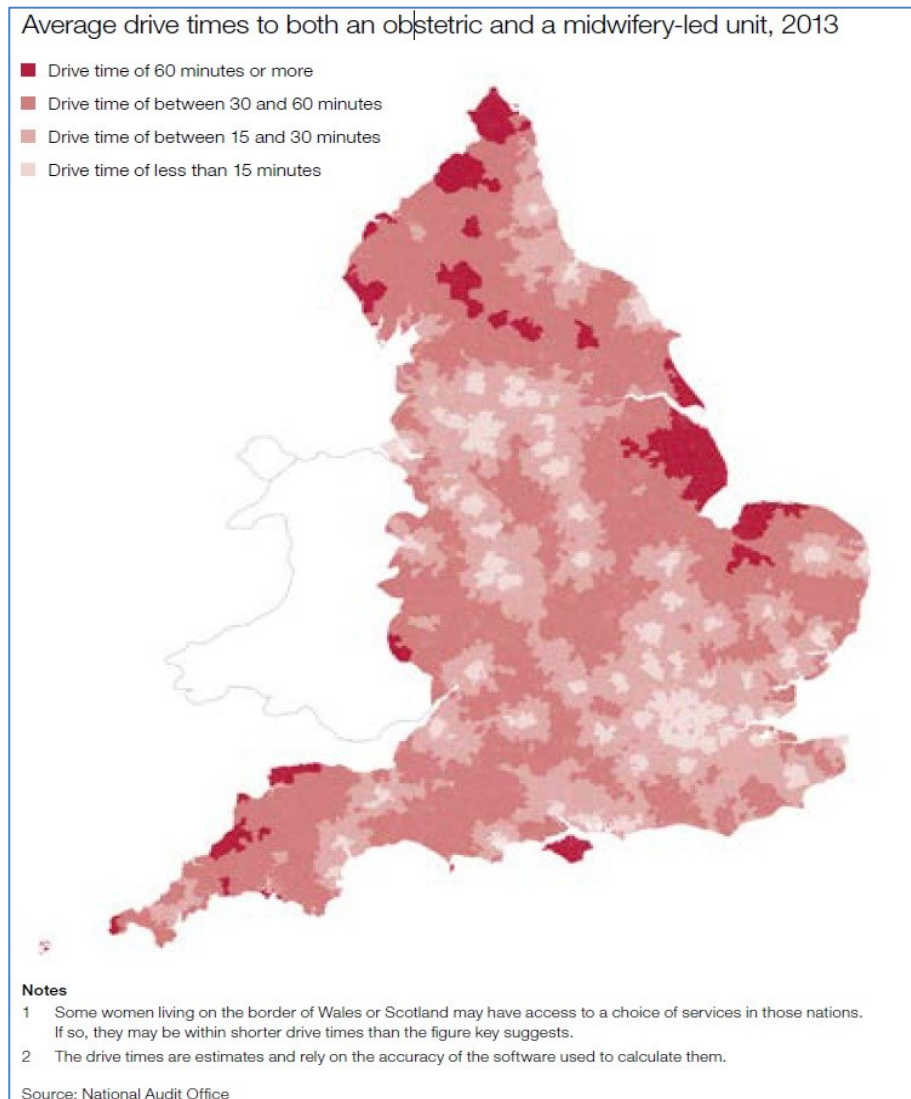 Average drive times to both an obstetric and a midwifery-led unit, 2013
Drive time of 60 minutes or more
Drive time of between 30 and 60 minutes
Drive time of between 15 and 30 minutes
Drive time of less than 15 minutes
Notes
1 Some women living on the border of Wales or Scotland may have access to a choice of services in those nations.
If so, they may be within shorter drive times than the figure key suggests.
2 The drive times are estimates and rely on the accuracy of the software used to calculate them.
Source: National Audit Office